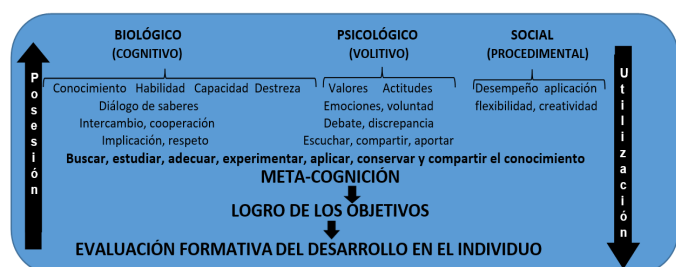 BIOLÓGICO
(COGNITIVO)
PSICOLÓGICO
(VOLITIVO)
SOCIAL
(PROCEDIMENTAL)
Posesión
Utilización
Conocimiento Habilidad Capacidad Destreza
Diálogo de saberes
Intercambio, cooperación
Implicación, respeto
Valores Actitudes
Emociones, voluntad
Debate, discrepancia
Escuchar, compartir, aportar
Desempeño aplicación
flexibilidad, creatividad
Buscar, estudiar, adecuar, experimentar, aplicar, conservar y compartir el conocimiento
META-COGNICIÓN
LOGRO DE LOS OBJETIVOS
EVALUACIÓN FORMATIVA DEL DESARROLLO EN EL INDIVIDUO